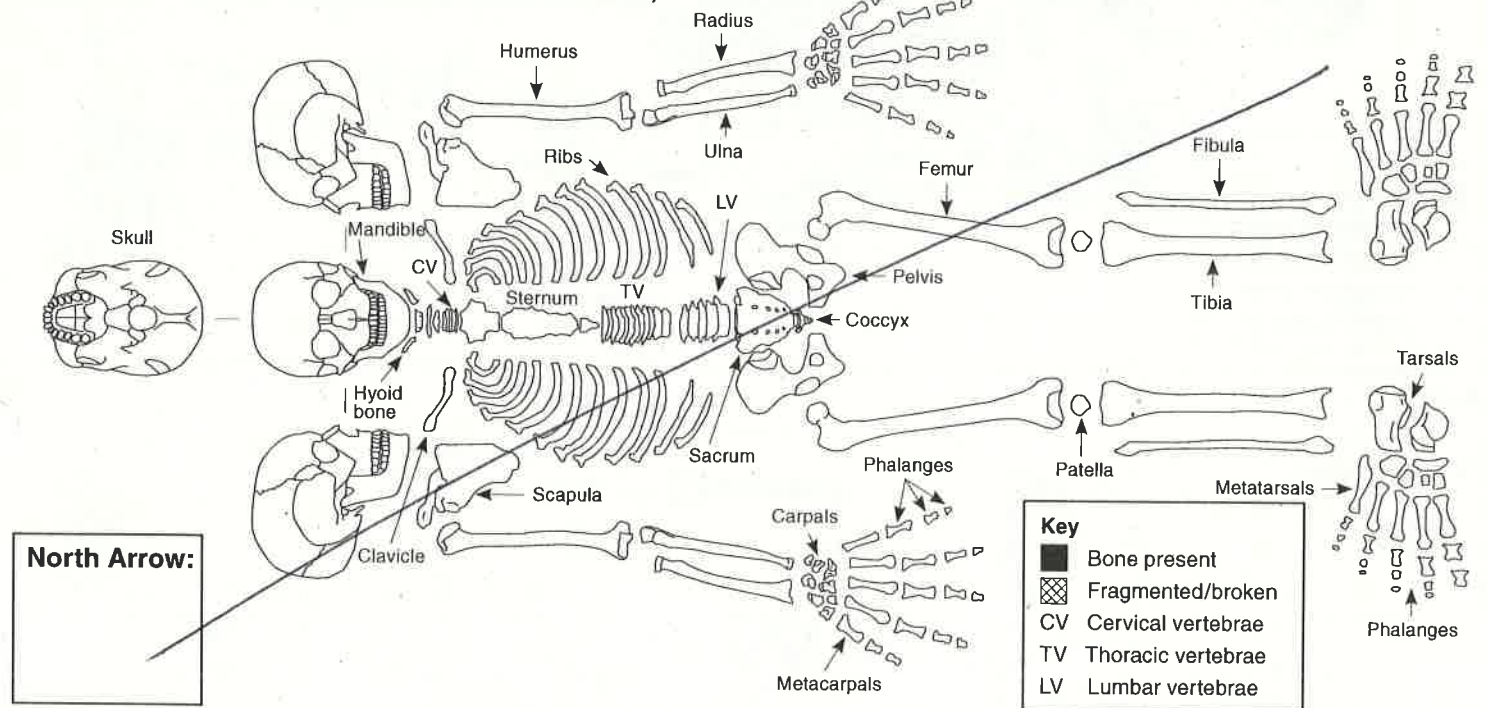 Radius
Humerus
Ulna
Ribs
LV
Femur
Fibula
Skull
Mandible
CV
Sternum
TV
Pelvis
Tibia
Coccyx
Hyoid
bone
Tarsals
Sacrum
Phalanges
Patella
Scapula
Metatarsals
Carpals
Clavicle
North Arrow:
Key
Bone present
Fragmented/broken
CV Cervical vertebrae
TV Thoracic vertebrae
LV Lumbar vertebrae
Phalanges
Metacarpals